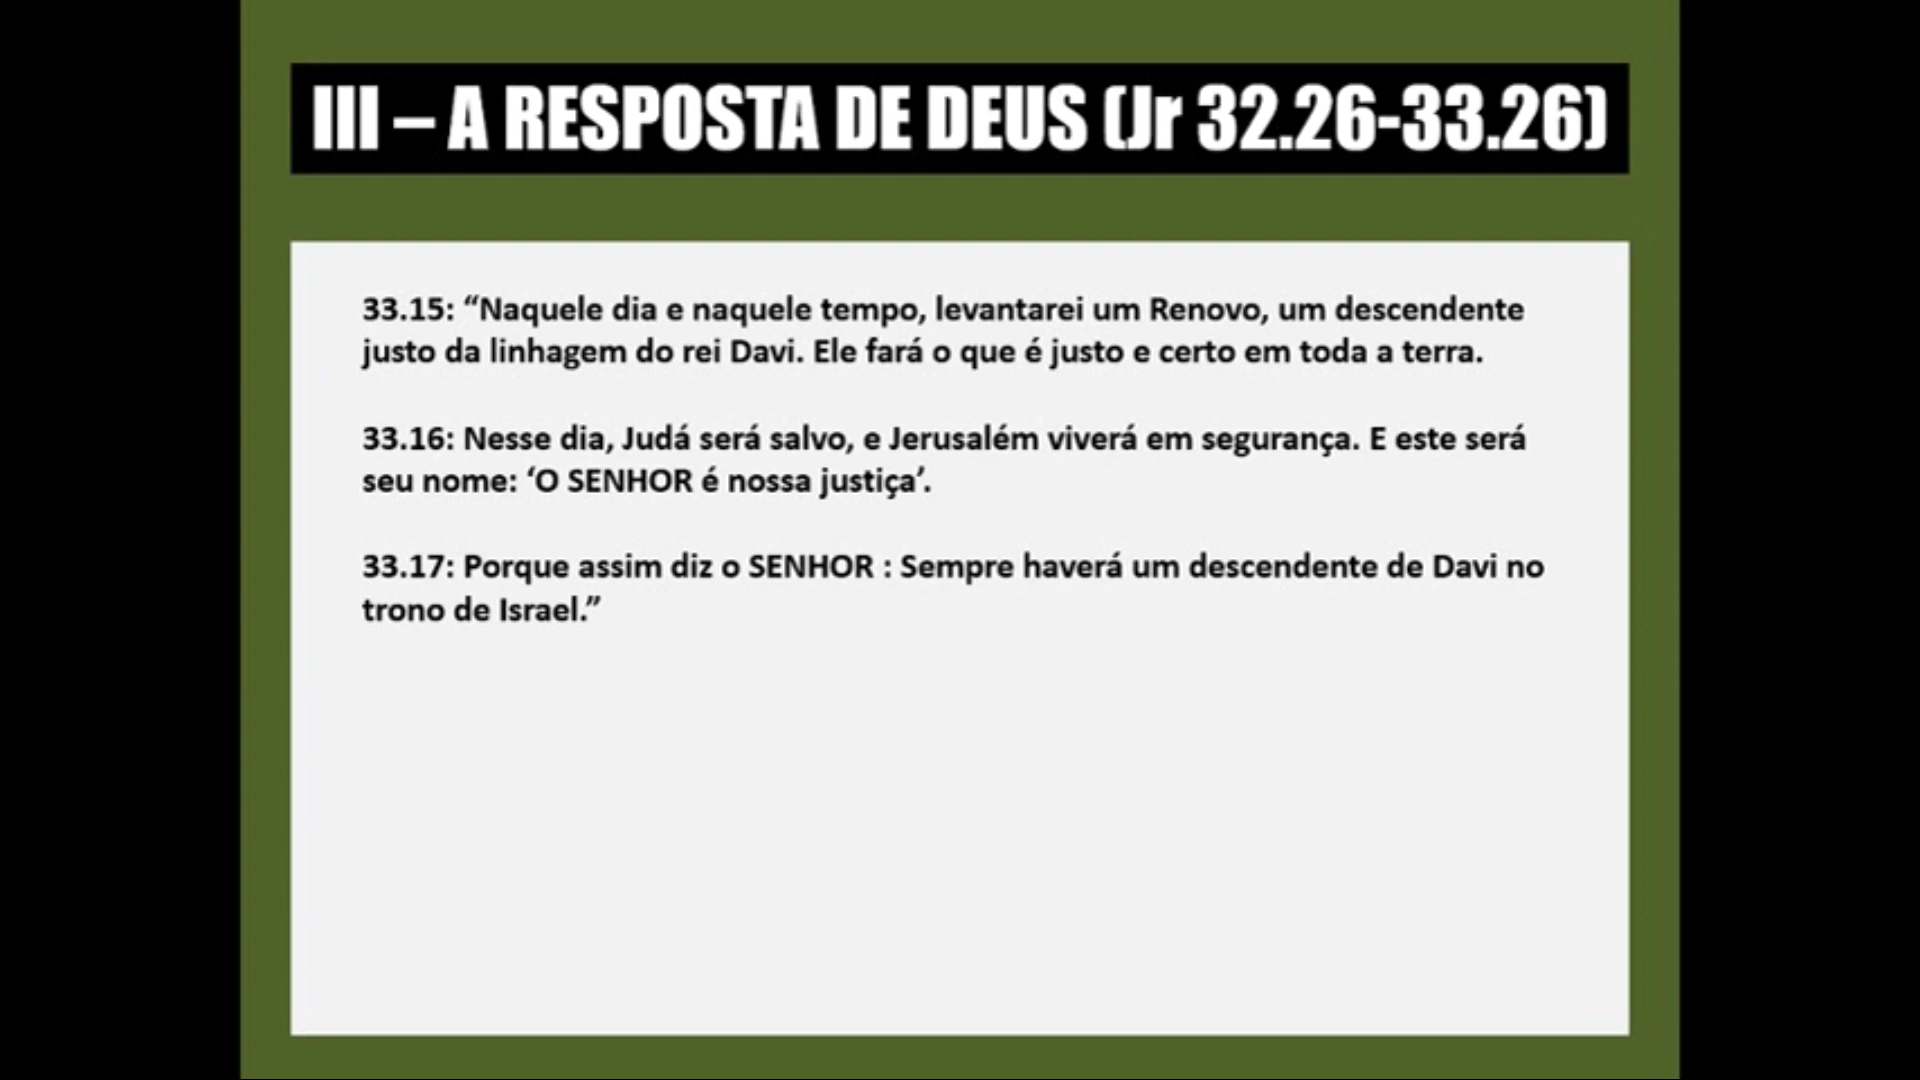 III – A RESPOSTA DE DEUS (Jr 32.26-33.26)
33.15: “Naquele dia e naquele tempo, levantarei um Renovo, um descendente
justo da linhagem do rei Davi. Ele fará o que é justo e certo em toda a terra.
33.16: Nesse dia, Judá será salvo, e Jerusalém viverá em segurança. E este será
seu nome: ‘O SENHOR é nossa justiça’.
33.17: Porque assim diz o SENHOR : Sempre haverá um descendente de Davi no
trono de Israel.”